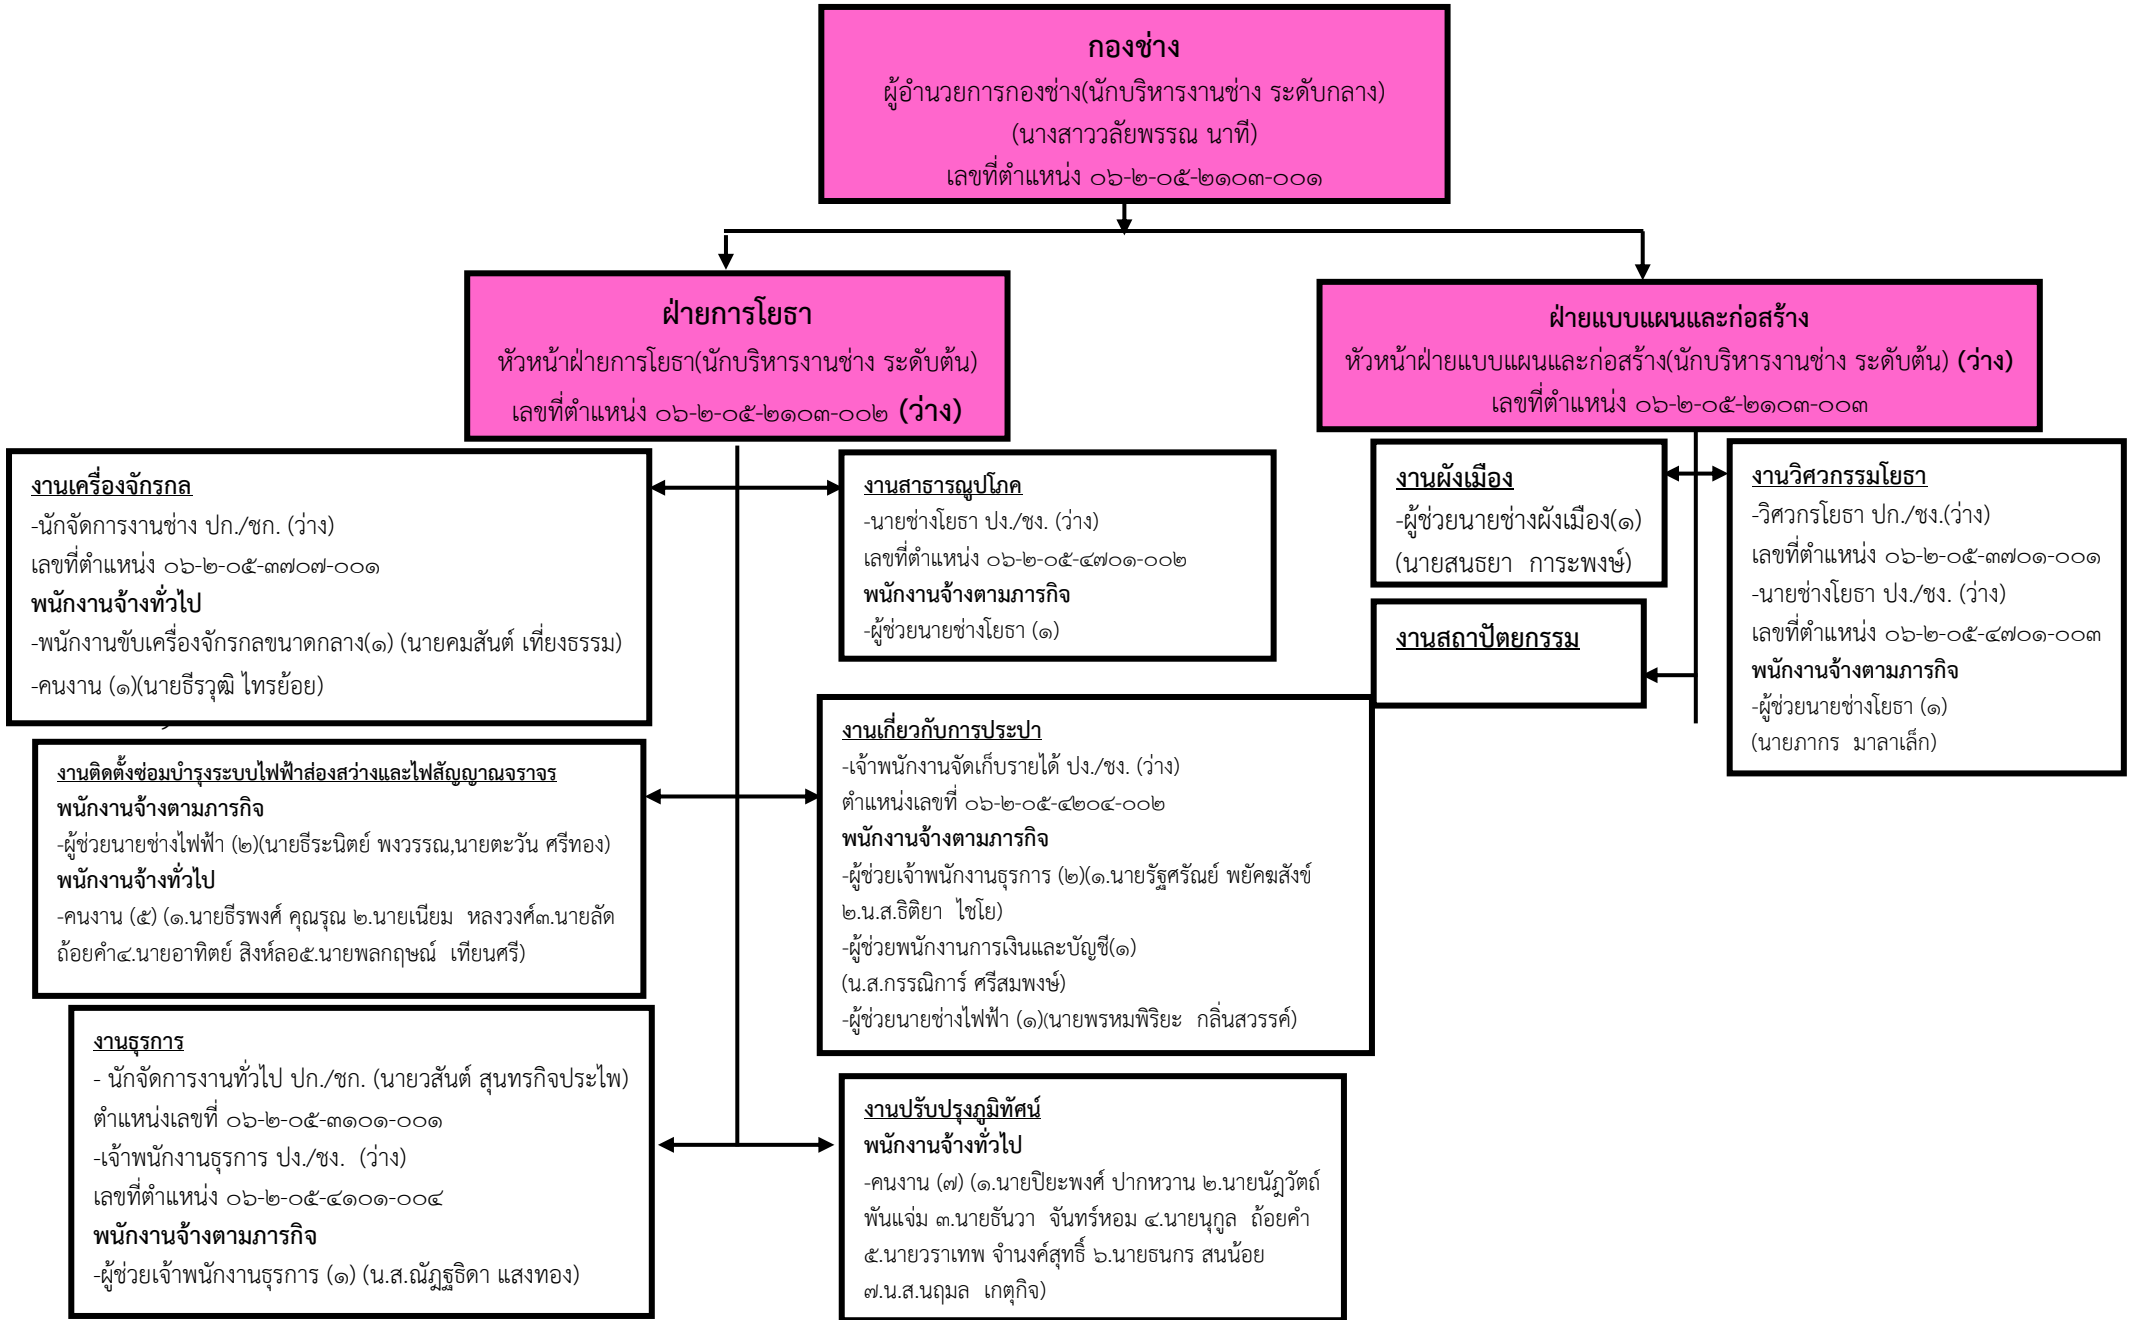 กองช่าง
ผู้อำนวยการกองช่าง(นักบริหารงานช่าง ระดับกลาง)
(นางสาววลัยพรรณ นาที)
เลขที่ตำแหน่ง ๐๖-๒-๐๕-๒๑๐๓-๐๐๑
ฝ่ายการโยธา
หัวหน้าฝ่ายการโยธา(นักบริหารงานช่าง ระดับต้น)
เลขที่ตำแหน่ง ๐๖-๒-๐๕-๒๑๐๓-๐๐๒ (ว่าง)
ฝ่ายแบบแผนและก่อสร้าง
หัวหน้าฝ่ายแบบแผนและก่อสร้าง(นักบริหารงานช่าง ระดับต้น) (ว่าง)
เลขที่ตำแหน่ง ๐๖-๒-๐๕-๒๑๐๓-๐๐๓
งานเครื่องจักรกล
-นักจัดการงานช่าง ปก./ชก. (ว่าง)
เลขที่ตำแหน่ง ๐๖-๒-๐๕-๓๗๐๗-๐๐๑
พนักงานจ้างทั่วไป
-พนักงานขับเครื่องจักรกลขนาดกลาง(๑) (นายคมสันต์ เที่ยงธรรม)
-คนงาน (๑)(นายธีรวุฒิ ไทรย้อย)
งานสาธารณูปโภค
-นายช่างโยธา ปง./ชง. (ว่าง)
เลขที่ตำแหน่ง ๐๖-๒-๐๕-๔๗๐๑-๐๐๒
พนักงานจ้างตามภารกิจ
-ผู้ช่วยนายช่างโยธา (๑)
งานผังเมือง
-ผู้ช่วยนายช่างผังเมือง(๑)
(นายสนธยา การะพงษ์)
งานวิศวกรรมโยธา
-วิศวกรโยธา ปก./ชง.(ว่าง)
เลขที่ตำแหน่ง ๐๖-๒-๐๕-๓๗๐๑-๐๐๑
-นายช่างโยธา ปง./ชง. (ว่าง)
เลขที่ตำแหน่ง ๐๖-๒-๐๕-๔๗๐๑-๐๐๓
พนักงานจ้างตามภารกิจ
-ผู้ช่วยนายช่างโยธา (๑)
(นายภากร มาลาเล็ก)
งานสถาปัตยกรรม
งานติดตั้งซ่อมบำรุงระบบไฟฟ้าส่องสว่างและไฟสัญญาณจราจร
พนักงานจ้างตามภารกิจ
-ผู้ช่วยนายช่างไฟฟ้า (๒)(นายธีระนิตย์ พงวรรณ,นายตะวัน ศรีทอง)
พนักงานจ้างทั่วไป
-คนงาน (๕) (๑.นายธีรพงศ์ คุณรุณ ๒.นายเนียม หลงวงศ์๓.นายลัด
ถ้อยคำ๔.นายอาทิตย์ สิงห์ลอ๕.นายพลกฤษณ์ เทียนศรี)
งานเกี่ยวกับการประปา
-เจ้าพนักงานจัดเก็บรายได้ ปง./ชง. (ว่าง)
ตำแหน่งเลขที่ ๐๖-๒-๐๕-๔๒๐๔-๐๐๒
พนักงานจ้างตามภารกิจ
-ผู้ช่วยเจ้าพนักงานธุรการ (๒)(๑.นายรัฐศรัณย์ พยัคฆสังข์
๒.น.ส.ธิติยา ไชโย)
-ผู้ช่วยพนักงานการเงินและบัญชี(๑)
(น.ส.กรรณิการ์ ศรีสมพงษ์)
-ผู้ช่วยนายช่างไฟฟ้า (๑)(นายพรหมพิริยะ กลิ่นสวรรค์)
งานธุรการ
- นักจัดการงานทั่วไป ปก./ชก. (นายวสันต์ สุนทรกิจประไพ)
ตำแหน่งเลขที่ ๐๖-๒-๐๕-๓๑๐๑-๐๐๑
-เจ้าพนักงานธุรการ ปง./ชง. (ว่าง)
เลขที่ตำแหน่ง ๐๖-๒-๐๕-๔๑๐๑-๐๐๔
พนักงานจ้างตามภารกิจ
-ผู้ช่วยเจ้าพนักงานธุรการ (๑) (น.ส.ณัฎฐธิดา แสงทอง)
งานปรับปรุงภูมิทัศน์
พนักงานจ้างทั่วไป
-คนงาน (๗) (๑.นายปิยะพงศ์ ปากหวาน ๒.นายนัฎวัตถ์
พันแจ่ม ๓.นายธันวา จันทร์หอม ๔.นายนุกูล ถ้อยคำ
๕.นายวราเทพ จำนงค์สุทธิ์ ๖.นายธนกร สนน้อย
๗.น.ส.นฤมล เกตุกิจ)